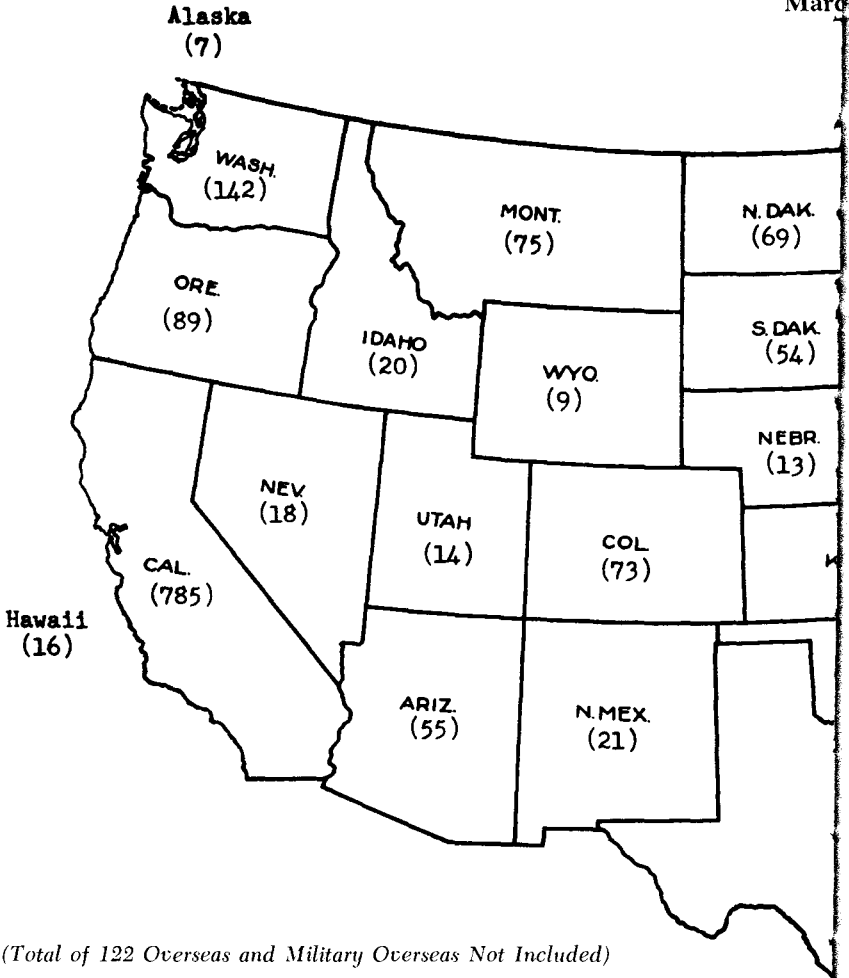 Alaska
(7)
WASH.
(142)
MONT.
(75)
N. DAK.
(69)
ORE.
(89)
IDAHO
(20)
S. DAK.
(54)
WYO.
(9)
NEBR.
(13)
NEV.
(18)
UTAH
(14)
COL.
(73)
CAL.
(785)
Hawaii
(16)
ARIZ.
(55)
N. MEX.
(21)
(Total of 122 Overseas and Military Overseas Not Included)